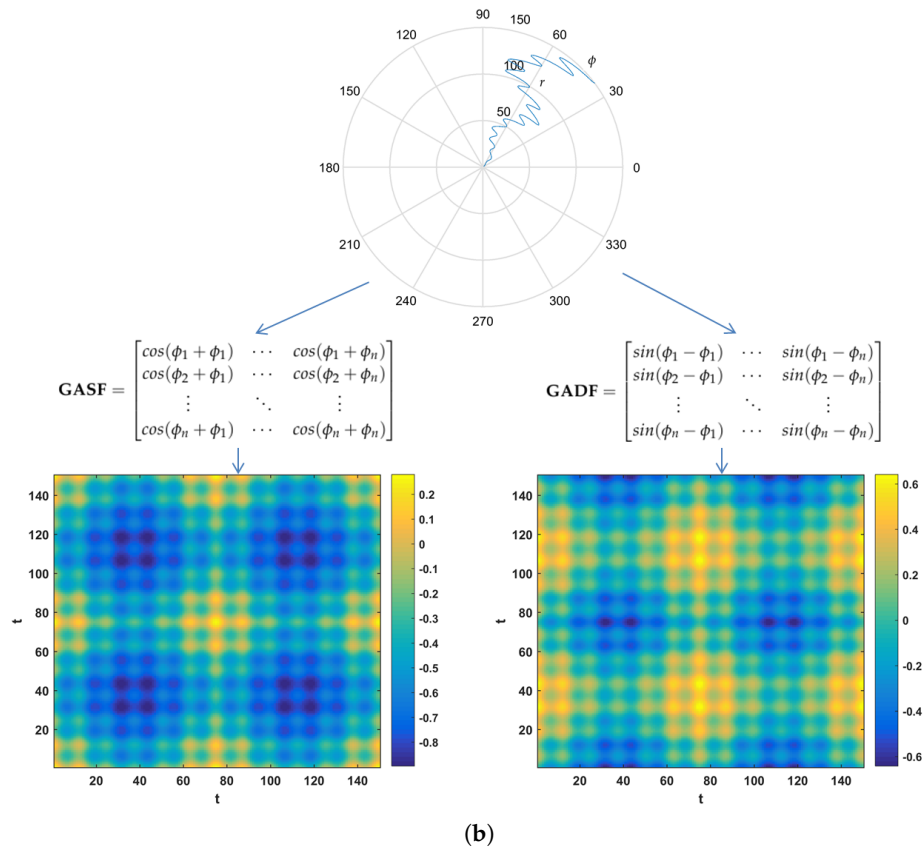 90
120
150
60
ϕ
100
150
r
30
50
180
0
210
330
240
300
270
GASF = [cos(ϕ1 + ϕ1) ⋯ cos(ϕ1 + ϕn)
cos(ϕ2 + ϕ1) ⋯ cos(ϕ2 + ϕn)
⋮ ⋱ ⋮
cos(ϕn + ϕ1) ⋯ cos(ϕn + ϕn)]
GADF = [sin(ϕ1 − ϕ1) ⋯ sin(ϕ1 − ϕn)
sin(ϕ2 − ϕ1) ⋯ sin(ϕ2 − ϕn)
⋮ ⋱ ⋮
sin(ϕn − ϕ1) ⋯ sin(ϕn − ϕn)]
140
120
100
80
60
40
20
t
20 40 60 80 100 120 140
t
0.2
0.1
0
-0.1
-0.2
-0.3
-0.4
-0.5
-0.6
-0.7
-0.8
140
120
100
80
60
40
20
t
20 40 60 80 100 120 140
t
0.6
0.4
0.2
0
-0.2
-0.4
-0.6
(b)